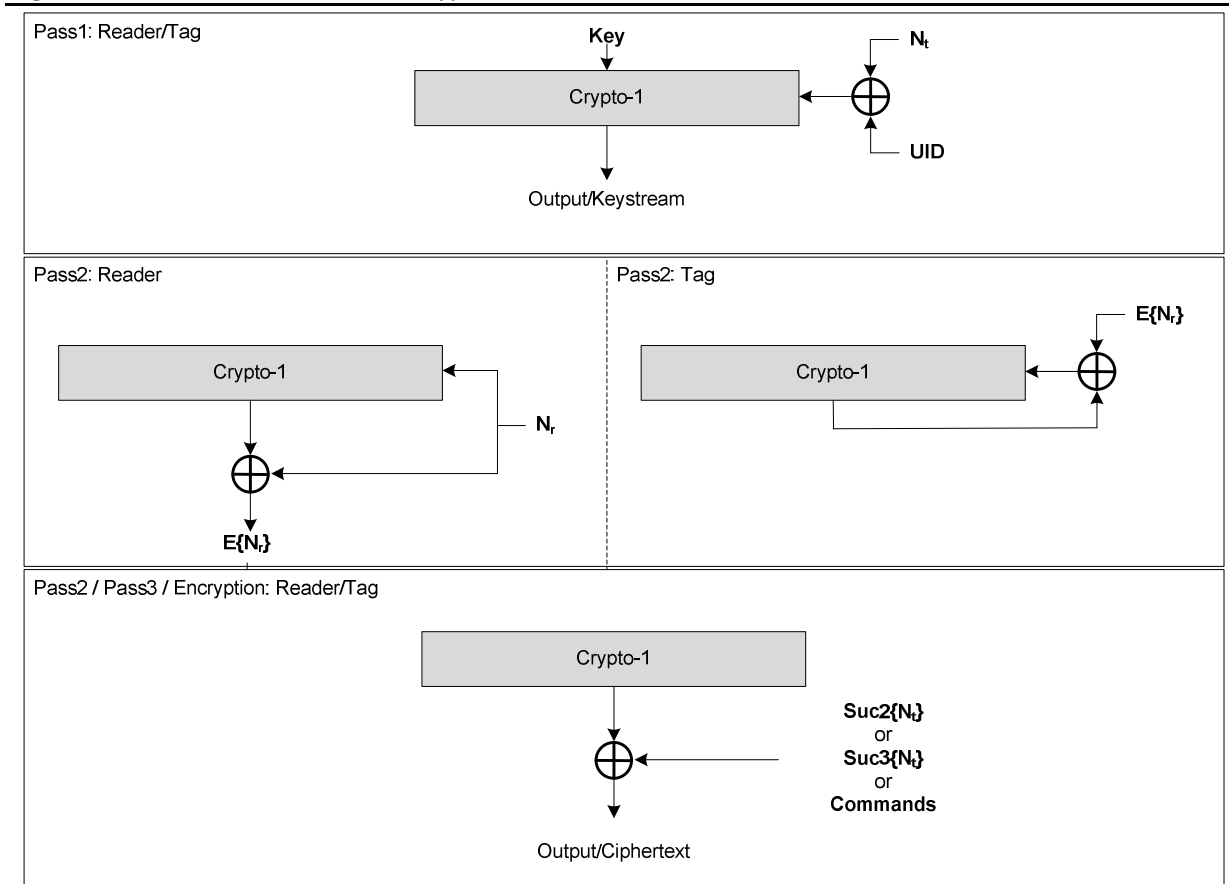 Pass1: Reader/Tag
Key
Nt
Crypto-1
UID
Output/Keystream
Pass2: Reader
Pass2: Tag
E{Nr}
Crypto-1
Crypto-1
Nr
E{Nr}
Pass2 / Pass3 / Encryption: Reader/Tag
Crypto-1
Suc2{Nt}
or
Suc3{Nt}
or
Commands
Output/Ciphertext